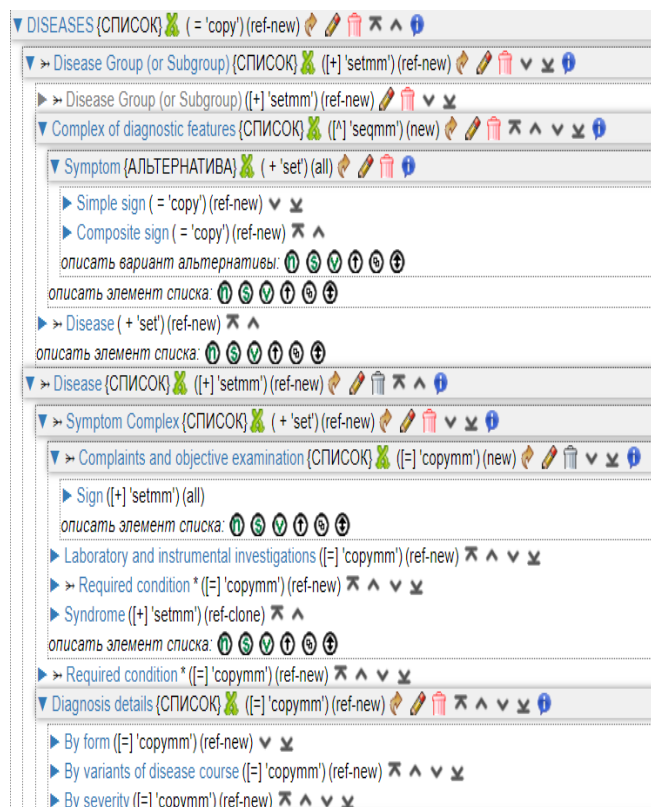 DISEASES {СПИСОК} ( = 'copy') (ref-new)
Disease Group (or Subgroup) {СПИСОК} ([+] 'setmm') (ref-new)
Disease Group (or Subgroup) ([+] 'setmm') (ref-new)
Complex of diagnostic features {СПИСОК} ([^] 'seqmm') (new)
Symptom {АЛЬТЕРНАТИВА} ( + 'set') (all)
Simple sign ( = 'copy') (ref-new)
Composite sign ( = 'copy') (ref-new)
описать вариант альтернативы:
описать элемент списка:
Disease ( + 'set') (ref-new)
описать элемент списка:
Disease {СПИСОК} ([+] 'setmm') (ref-new)
Symptom Complex {СПИСОК} ( + 'set') (ref-new)
Complaints and objective examination {СПИСОК} ([=] 'copymm') (new)
Sign ([+] 'setmm') (all)
описать элемент списка:
Laboratory and instrumental investigations ([=] 'copymm') (ref-new)
Required condition * ([=] 'copymm') (ref-new)
Syndrome ([+] 'setmm') (ref-clone)
описать элемент списка:
Required condition * ([=] 'copymm') (ref-new)
Diagnosis details {СПИСОК} ([=] 'copymm') (ref-new)
By form ([=] 'copymm') (ref-new)
By variants of disease course ([=] 'copymm') (ref-new)
By severity ([=] 'copymm') (ref-new)